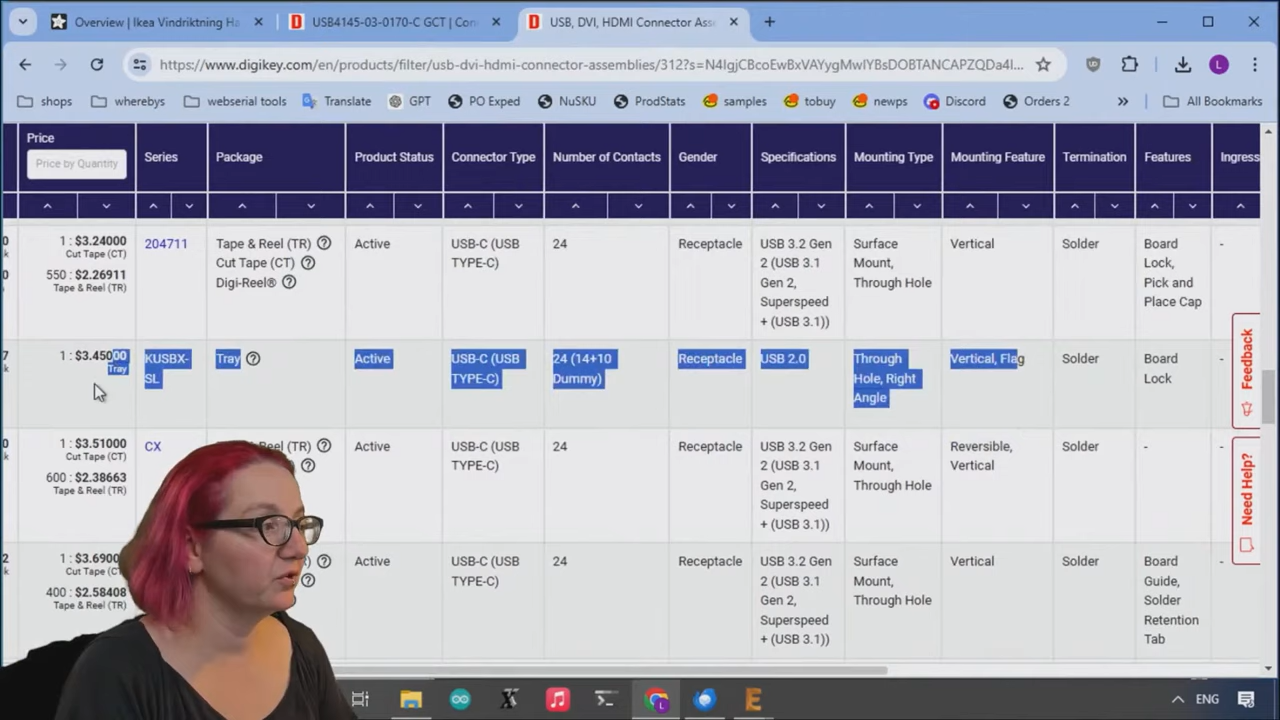 Overview | Ikea Vindriktning Ha
USB4145-03-0170-C GCT | Con
USB, DVI, HDMI Connector Asse
https://www.digikey.com/en/products/filter/usb-dvi-hdmi-connector-assemblies/312?s=
shops wherebys webserial tools Translate GPT PO Exped NuSKU ProdStats samples tobuy newps Discord Orders 2 » All Bookmarks
Price
Price by Quantity
Series Package Product Status Connector Type Number of Contacts Gender Specifications Mounting Type Mounting Feature Termination Features Ingress
0 1 : $3.24000
Cut Tape (CT)
0 550 : $2.26911
Tape & Reel (TR)
204711
Tape & Reel (TR)
Cut Tape (CT)
Digi-Reel®
Active
USB-C (USB
TYPE-C)
24
Receptacle
USB 3.2 Gen
2 (USB 3.1
Gen 2,
Superspeed
+ (USB 3.1))
Surface
Mount,
Through Hole
Vertical
Solder
Board
Lock,
Pick and
Place Cap
-
7 1 : $3.45000
Tray
KUSBX-
SL
Tray
Active
USB-C (USB
TYPE-C)
24 (14+10
Dummy)
Receptacle
USB 2.0
Through
Hole, Right
Angle
Vertical, Flag
Solder
Board
Lock
-
0 1 : $3.51000
Cut Tape (CT)
600 : $2.38663
Tape & Reel (TR)
CX
Reel (TR)
Active
USB-C (USB
TYPE-C)
24
Receptacle
USB 3.2 Gen
2 (USB 3.1
Gen 2,
Superspeed
+ (USB 3.1))
Surface
Mount,
Through Hole
Reversible,
Vertical
Solder
-
-
2 1 : $3.6900
Cut Tape (CT)
400 : $2.58408
Tape & Reel (TR)
Active
USB-C (USB
TYPE-C)
24
Receptacle
USB 3.2 Gen
2 (USB 3.1
Gen 2,
Superspeed
+ (USB 3.1))
Surface
Mount,
Through Hole
Vertical
Solder
Board
Guide,
Solder
Retention
Tab
-
Feedback
Need Help?
ENG